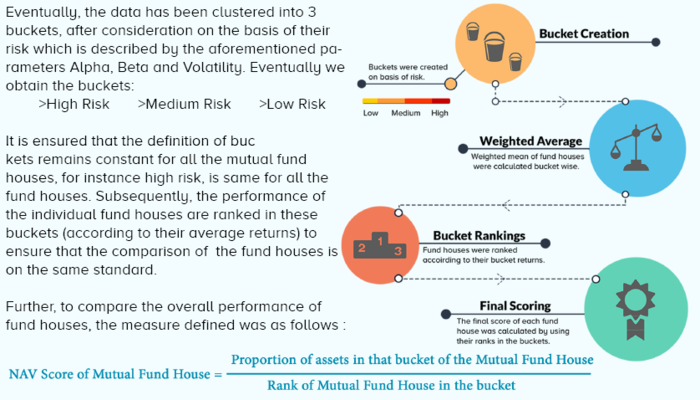 Eventually, the data has been clustered into 3
buckets, after consideration on the basis of their
risk which is described by the aforementioned pa-
rameters Alpha, Beta and Volatility. Eventually we
obtain the buckets:
>High Risk >Medium Risk >Low Risk
It is ensured that the definition of buc
kets remains constant for all the mutual fund
houses, for instance high risk, is same for all the
fund houses. Subsequently, the performance of
the individual fund houses are ranked in these
buckets (according to their average returns) to
ensure that the comparison of the fund houses is
on the same standard.
Further, to compare the overall performance of
fund houses, the measure defined was as follows :
Bucket Creation
Buckets were created
on basis of risk.
Low Medium High
Weighted Average
Weighted mean of fund houses
were calculated bucket wise.
2 1 3
Bucket Rankings
Fund houses were ranked
accoirding to their bucket returns.
Final Scoring
The final score of each fund
house was calculated by using
their ranks in the buckets.
NAV Score of Mutual Fund House =
Proportion of assets in that bucket of the Mutual Fund House
Rank of Mutual Fund House in the bucket